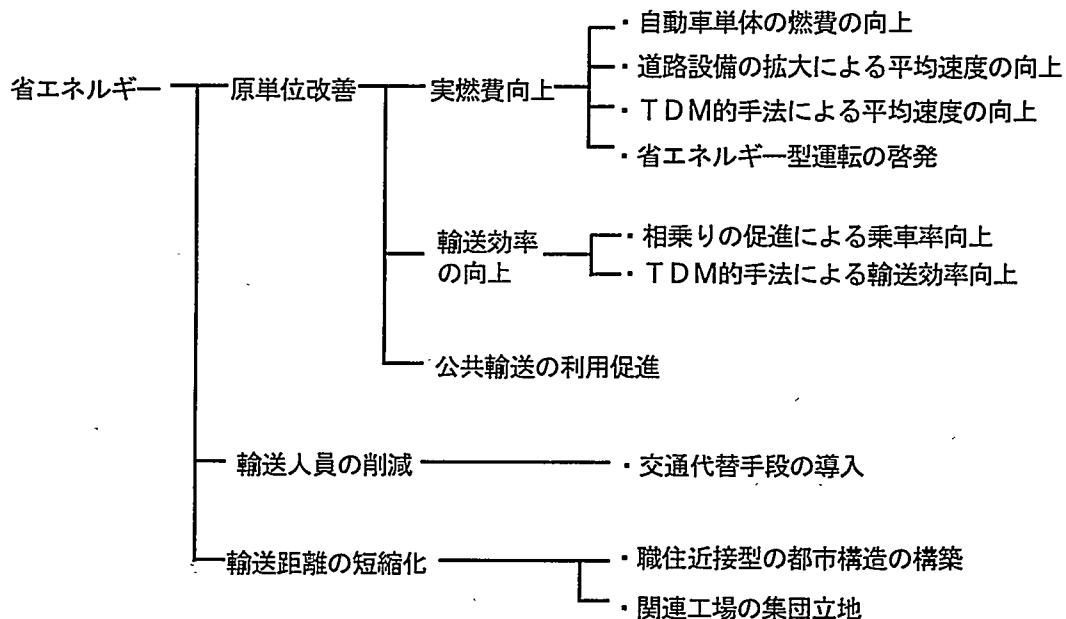 ・自動車単体の燃費の向上
省エネルギー
原単位改善
実燃費向上
・道路設備の拡大による平均速度の向上
・TDM的手法による平均速度の向上
・省エネルギー型運転の啓発
輸送効率
の向上
・相乗りの促進による乗車率向上
・TDM的手法による輸送効率向上
公共輸送の利用促進
輸送人員の削減
・交通代替手段の導入
輸送距離の短縮化
・職住近接型の都市構造の構築
・関連工場の集団立地